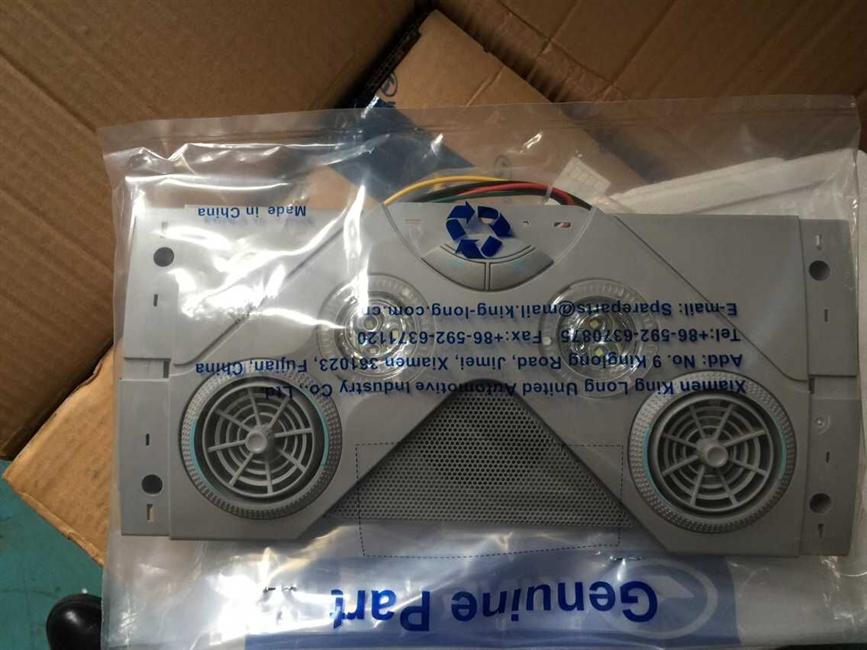 Genuine Part
Xiamen King Long United Automotive Industry Co., Ltd.
Add: No. 9 Kinglong Road, Jimei, Xiamen 361023, Fujian, China
Tel:+86-592-6370875 Fax:+86-592-6371120
E-mail: Spareparts@mail.king-long.com.cn
Made in China